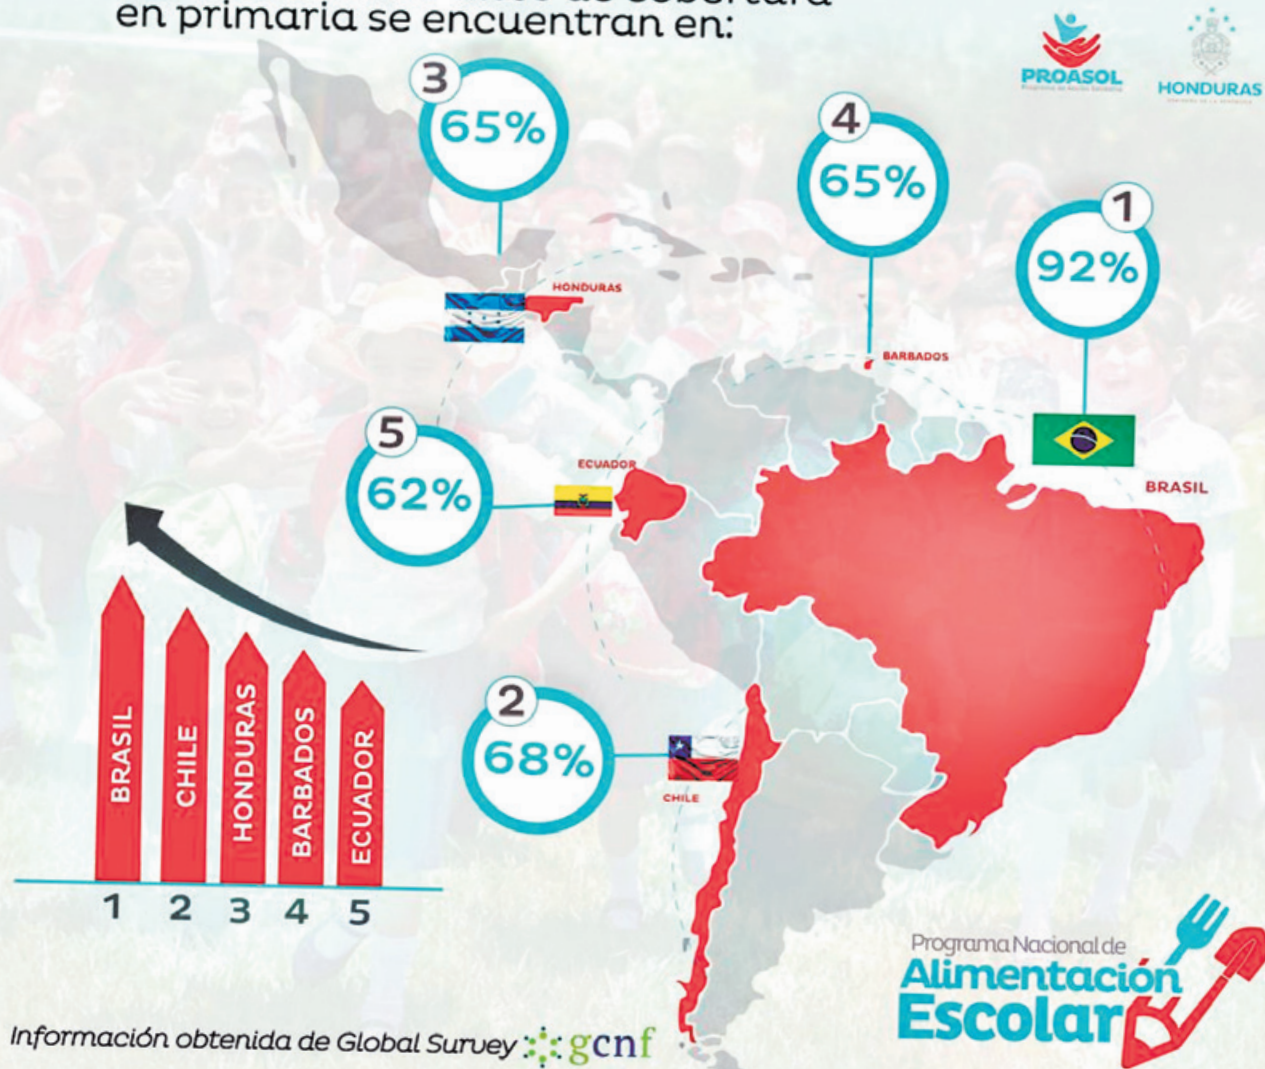 de cobertura
en primaria se encuentran en:
PROASOL
HONDURAS
3
65%
4
65%
1
92%
HONDURAS
BARBADOS
BRASIL
5
62%
ECUADOR
2
68%
CHILE
BRASIL
CHILE
HONDURAS
BARBADOS
ECUADOR
1 2 3 4 5
Programa Nacional de
Alimentación
Escolar
Información obtenida de Global Survey gcnf